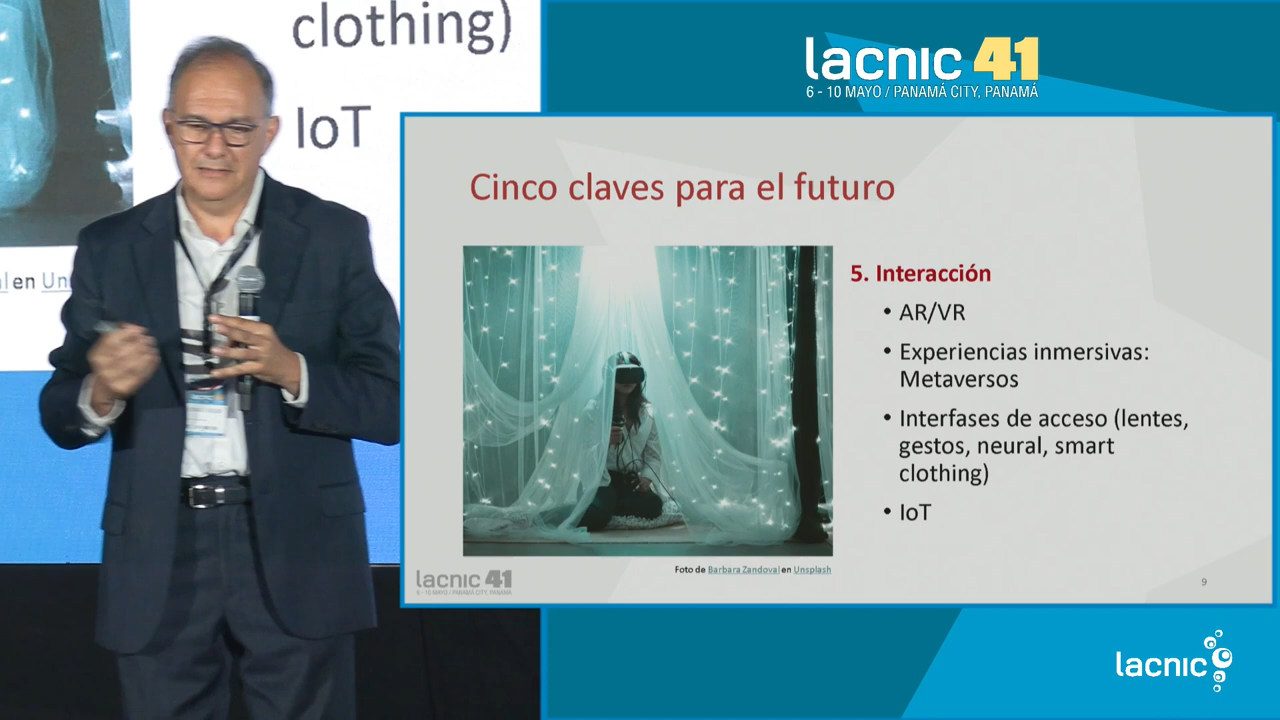 clothing)
IoT
l en Un
lacnic 41
6 - 10 MAYO / PANAMÁ CITY, PANAMÁ
Cinco claves para el futuro
5. Interacción
• AR/VR
• Experiencias inmersivas:
Metaversos
• Interfases de acceso (lentes,
gestos, neural, smart
clothing)
• IoT
Foto de Barbara Zandoval en Unsplash
lacnic 41
6 - 10 MAYO / PANAMÁ CITY, PANAMÁ
9
lacnic